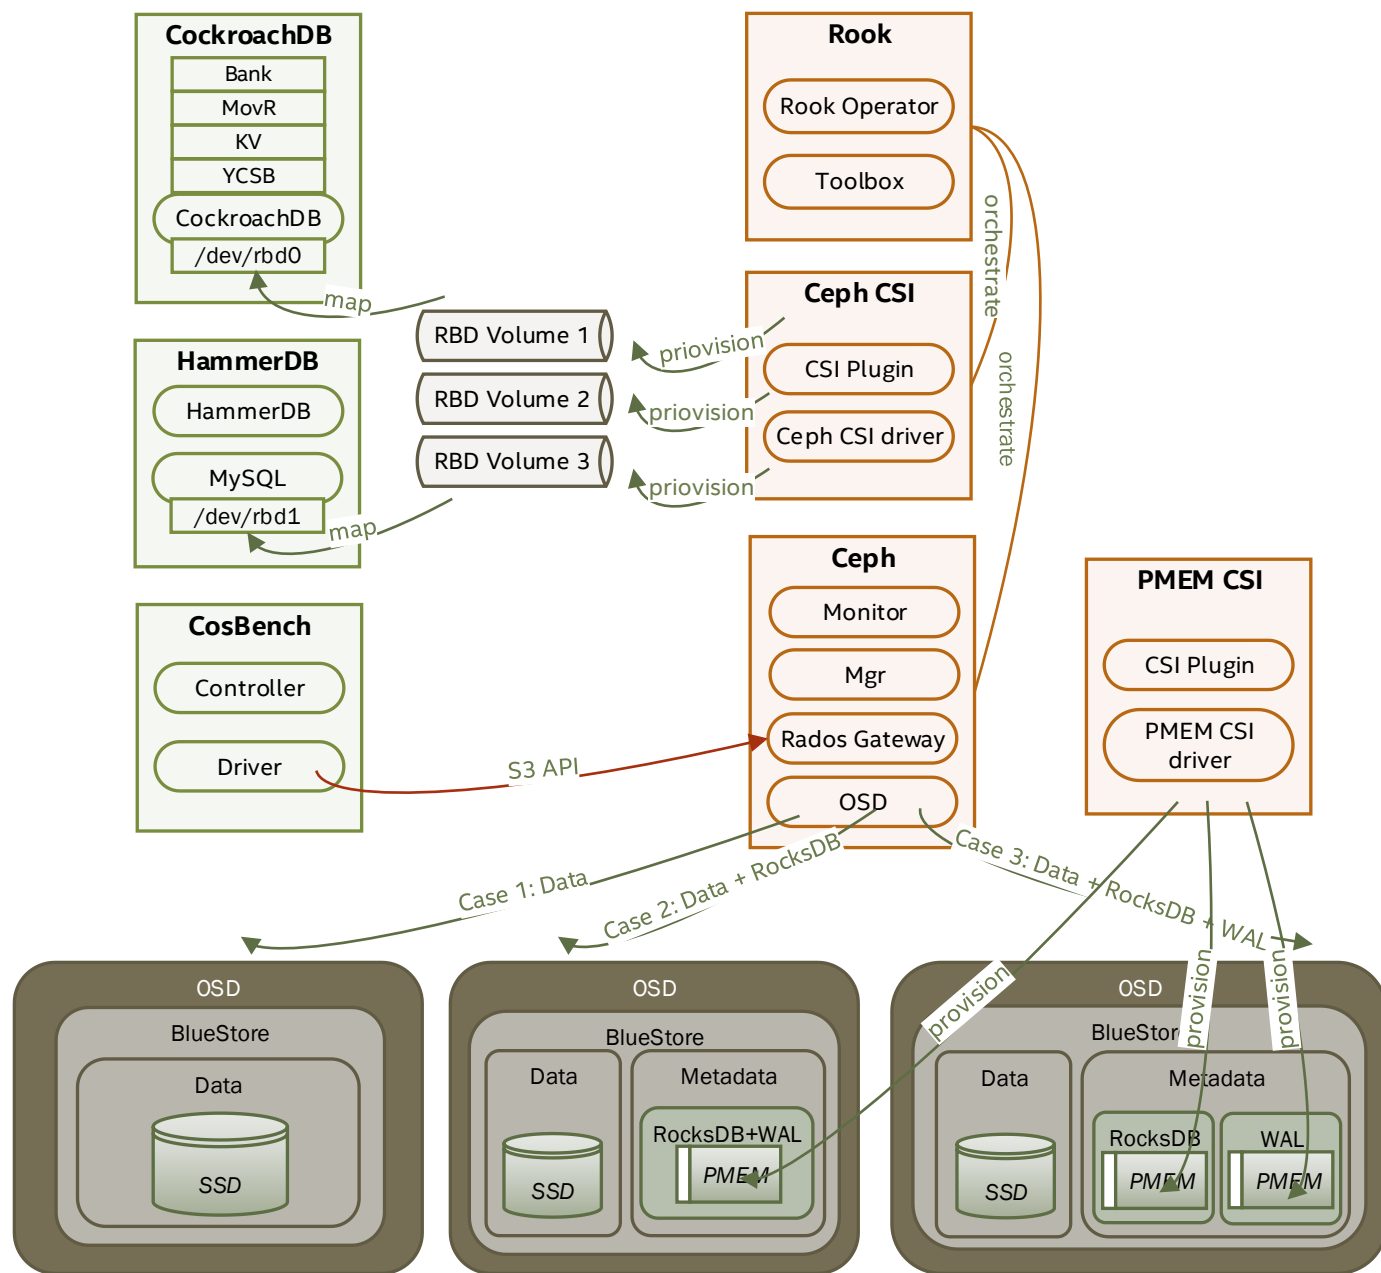 CockroachDB
Bank
MovR
KV
YCSB
CockroachDB
/dev/rbd0
map
HammerDB
HammerDB
MySQL
/dev/rbd1
map
CosBench
Controller
Driver
S3 API
RBD Volume 1
RBD Volume 2
RBD Volume 3
priovision
priovision
priovision
Rook
Rook Operator
Toolbox
orchestrate
orchestrate
Ceph CSI
CSI Plugin
Ceph CSI driver
Ceph
Monitor
Mgr
Rados Gateway
OSD
PMEM CSI
CSI Plugin
PMEM CSI
driver
Case 1: Data
Case 2: Data + RocksDB
Case 3: Data + RocksDB + WAL
provision
provision
provision
OSD
BlueStore
Data
SSD
OSD
BlueStore
Data
SSD
Metadata
RocksDB+WAL
PMEM
OSD
BlueStore
Data
SSD
Metadata
RocksDB
PMEM
WAL
PMEM